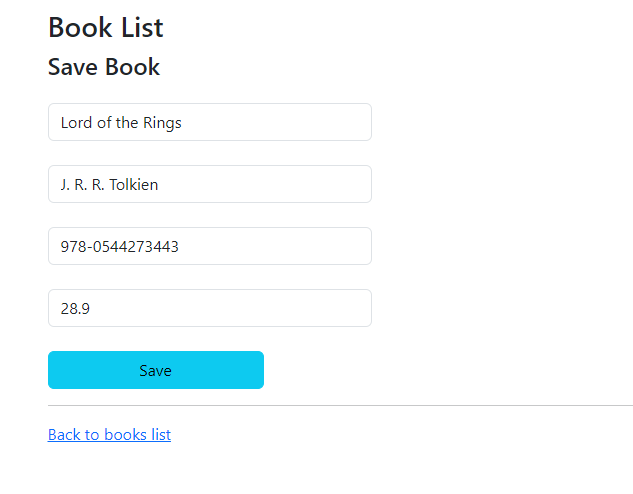 Book List
Save Book
Lord of the Rings
J. R. R. Tolkien
978-0544273443
28.9
Save
Back to books list